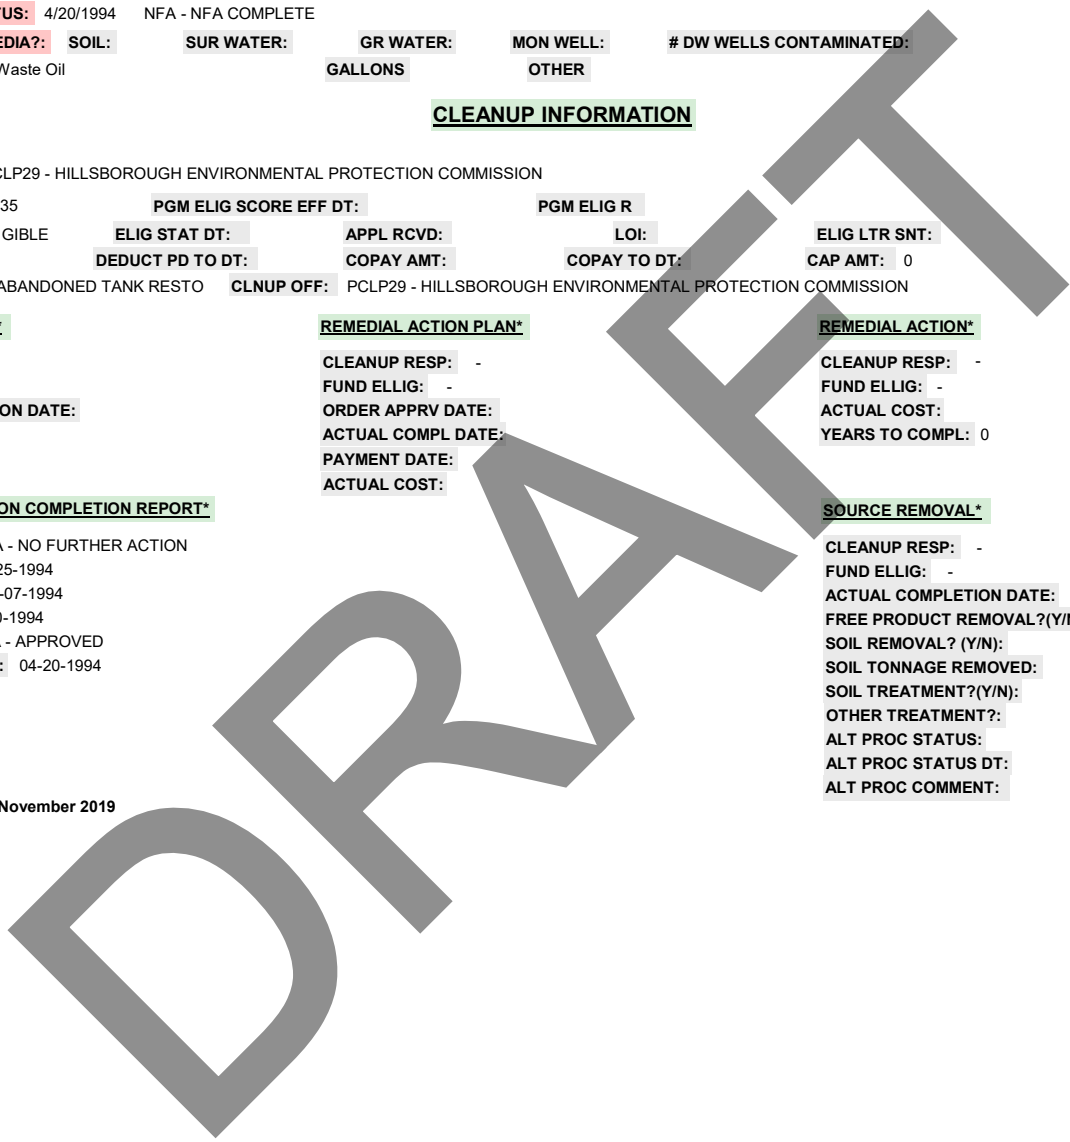 TUS: 4/20/1994 NFA - NFA COMPLETE
EDIA?: SOIL: SUR WATER: GR WATER: MON WELL: # DW WELLS CONTAMINATED:
Waste Oil GALLONS OTHER
CLEANUP INFORMATION
CLP29 - HILLSBOROUGH ENVIRONMENTAL PROTECTION COMMISSION
35 PGM ELIG SCORE EFF DT: PGM ELIG R
GIBLE ELIG STAT DT: APPL RCVD: LOI: ELIG LTR SNT:
DEDUCT PD TO DT: COPAY AMT: COPAY TO DT: CAP AMT: 0
ABANDONED TANK RESTO CLNUP OFF: PCLP29 - HILLSBOROUGH ENVIRONMENTAL PROTECTION COMMISSION
* REMEDIAL ACTION PLAN* REMEDIAL ACTION*
CLEANUP RESP: - CLEANUP RESP: -
FUND ELLIG: - FUND ELLIG: -
ON DATE: ORDER APPRV DATE: ACTUAL COST:
ACTUAL COMPL DATE: YEARS TO COMPL: 0
PAYMENT DATE:
ACTUAL COST:
ON COMPLETION REPORT* SOURCE REMOVAL*
A - NO FURTHER ACTION CLEANUP RESP: -
25-1994 FUND ELLIG: -
-07-1994 ACTUAL COMPLETION DATE:
0-1994 FREE PRODUCT REMOVAL?(Y/N
A - APPROVED SOIL REMOVAL? (Y/N):
: 04-20-1994 SOIL TONNAGE REMOVED:
SOIL TREATMENT?(Y/N):
OTHER TREATMENT?:
ALT PROC STATUS:
ALT PROC STATUS DT:
ALT PROC COMMENT:
November 2019
DRAFT